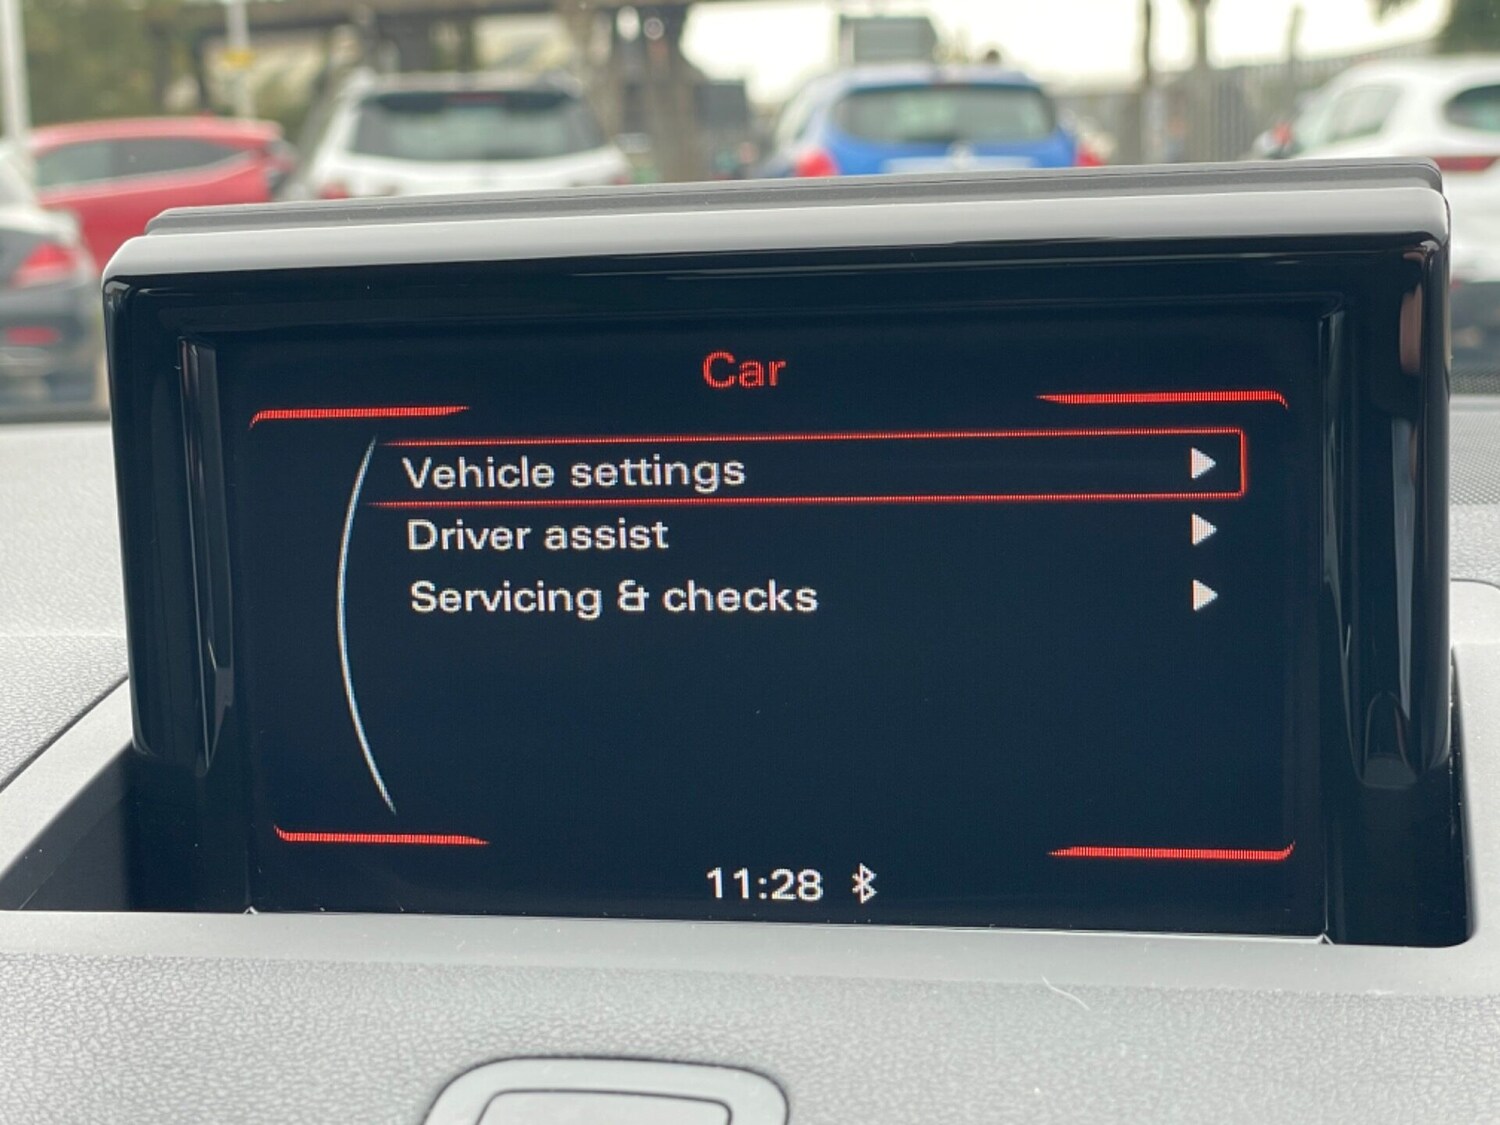 Car
Vehicle settings
Driver assist
Servicing & checks
11:28